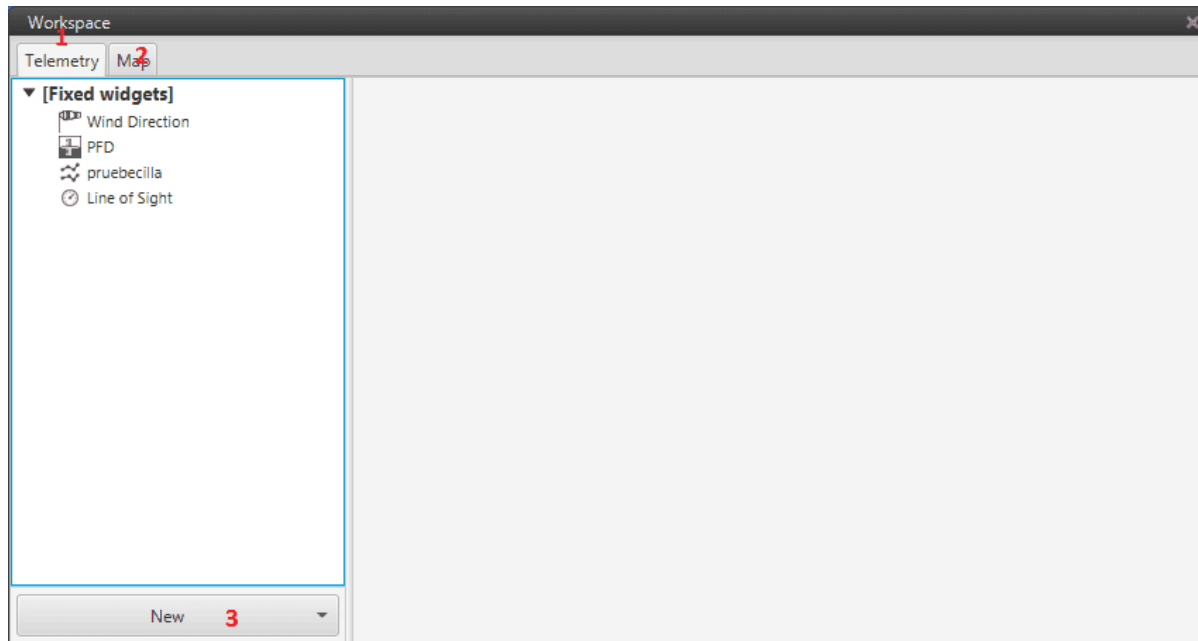 Workspace
1
2
Telemetry Map
[Fixed widgets]
Wind Direction
PFD
pruebecilla
Line of Sight
New 3